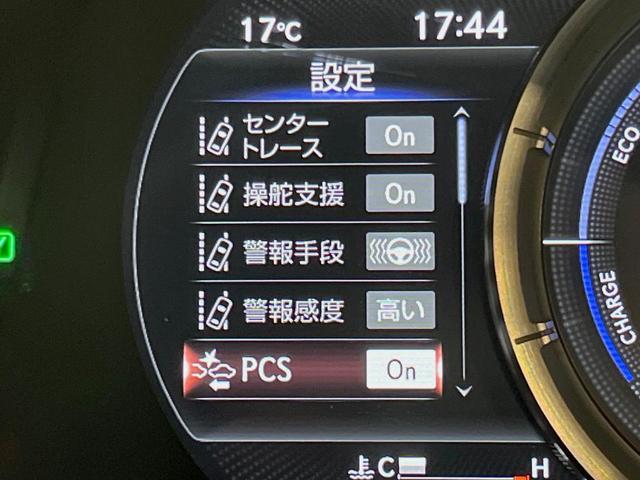 17℃
17:44
設定
センター
トレース
On
操舵支援
On
警報手段
警報感度
高い
PCS
On
C
H
ECO
CHARGE